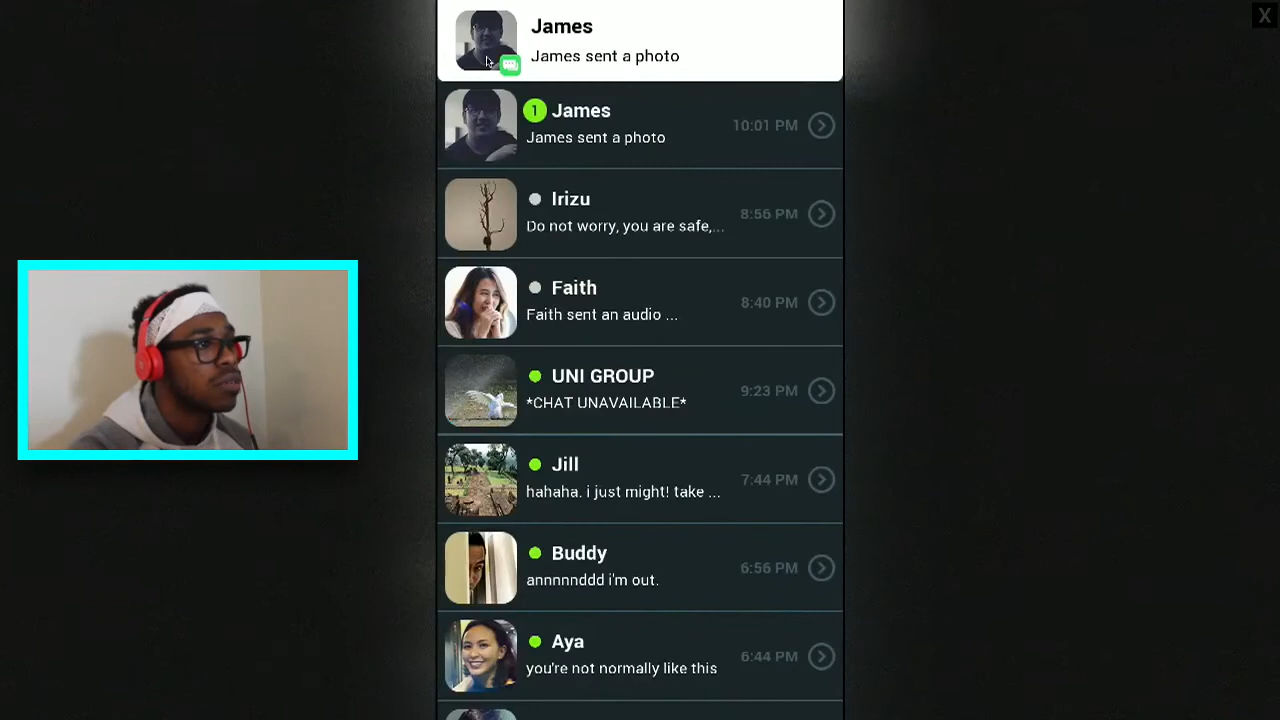 X
James
James sent a photo
1 James
James sent a photo
10:01 PM
Irizu
Do not worry, you are safe,...
8:56 PM
Faith
Faith sent an audio ...
8:40 PM
UNI GROUP
*CHAT UNAVAILABLE*
9:23 PM
Jill
hahaha. i just might! take ...
7:44 PM
Buddy
annnnnddd i'm out.
6:56 PM
Aya
you're not normally like this
6:44 PM